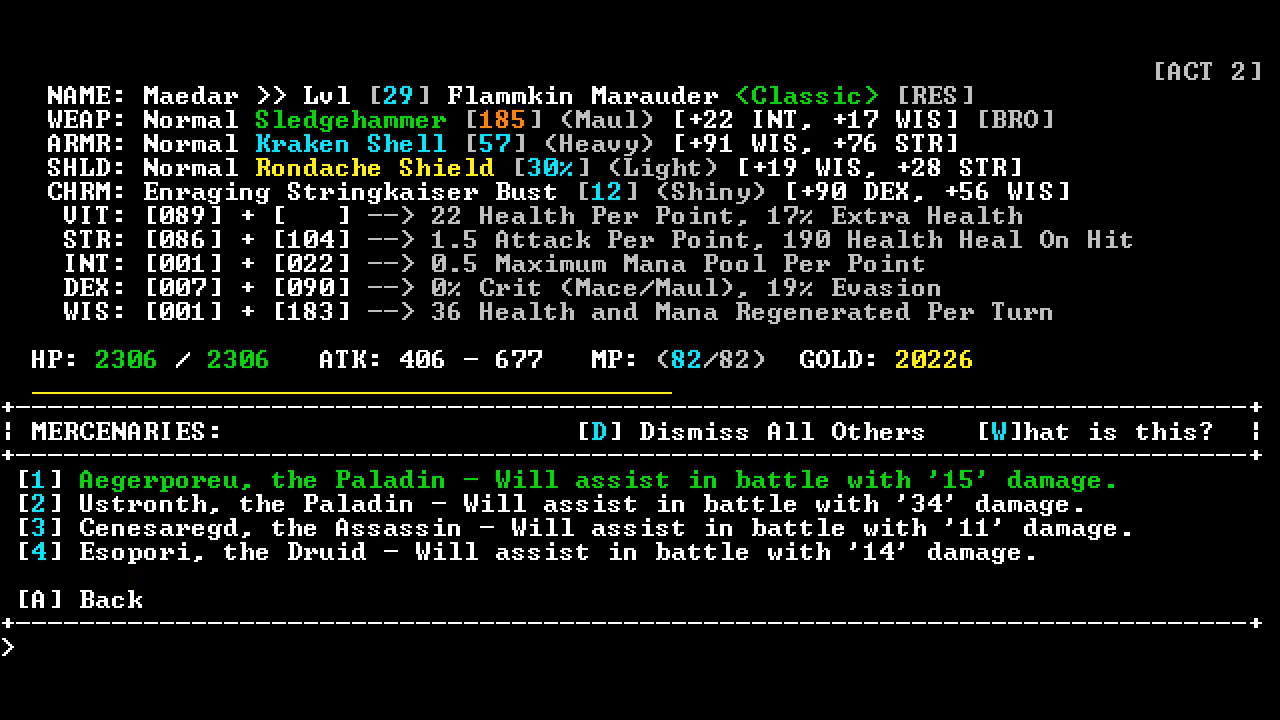 [ACT 2]
NAME: Maedar >> Lvl [29] Flammkin Marauder <Classic> [RES]
WEAP: Normal Sledgehammer [185] (Maul) [+22 INT, +17 WIS] [BRO]
ARMR: Normal Kraken Shell [57] (Heavy) [+91 WIS, +76 STR]
SHLD: Normal Rondache Shield [30%] (Light) [+19 WIS, +28 STR]
CHRM: Enraging Stringkaiser Bust [12] (Shiny) [+90 DEX, +56 WIS]
VIT: [089] + [   ] --> 22 Health Per Point, 17% Extra Health
STR: [086] + [104] --> 1.5 Attack Per Point, 190 Health Heal On Hit
INT: [001] + [022] --> 0.5 Maximum Mana Pool Per Point
DEX: [007] + [090] --> 0% Crit (Mace/Maul), 19% Evasion
WIS: [001] + [183] --> 36 Health and Mana Regenerated Per Turn
HP: 2306 / 2306   ATK: 406 - 677   MP: (82/82)  GOLD: 20226
MERCENARIES:   [D] Dismiss All Others   [W]hat is this?
[1] Aegerporeu, the Paladin - Will assist in battle with '15' damage.
[2] Ustronth, the Paladin - Will assist in battle with '34' damage.
[3] Cenesaregd, the Assassin - Will assist in battle with '11' damage.
[4] Esopori, the Druid - Will assist in battle with '14' damage.
[A] Back
>